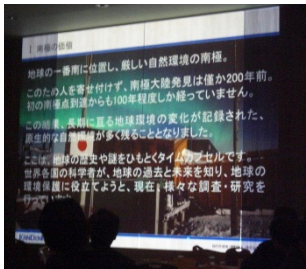 1 南極の価値
地球の一番南に位置し、厳しい自然環境の南極。
このため人を寄せ付けず、南極大陸発見は僅か200年前。
初の南極点到達からも100年程度しか経っていません。
この結果、長期に亘る地球環境の変化が記録された、
原生的な自然環境が多く残ることとなりました。
ここは、地球の歴史や謎をひもとくタイムカプセルです。
世界各国の科学者が、地球の過去と未来を知り、地球の
環境保護に役立てようと、現在、様々な調査・研究を